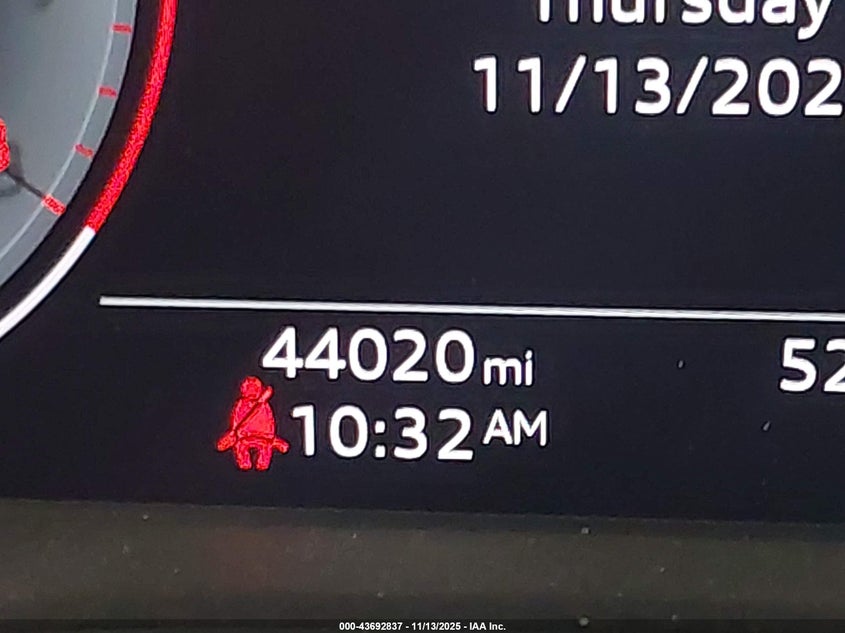 Thursday
11/13/202
44020 mi
52
10:32 AM
000-43692837 - 11/13/2025 - IAA Inc.